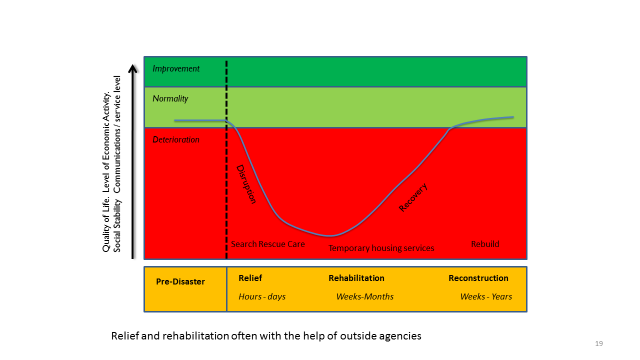 Improvement
Normality
Deterioration
Quality of Life. Level of Economic Activity.
Social Stability Communications / service level
Disruption
Recovery
Search Rescue Care
Temporary housing services
Rebuild
Pre-Disaster
Relief
Rehabilitation
Reconstruction
Hours - days
Weeks-Months
Weeks - Years
Relief and rehabilitation often with the help of outside agencies
19